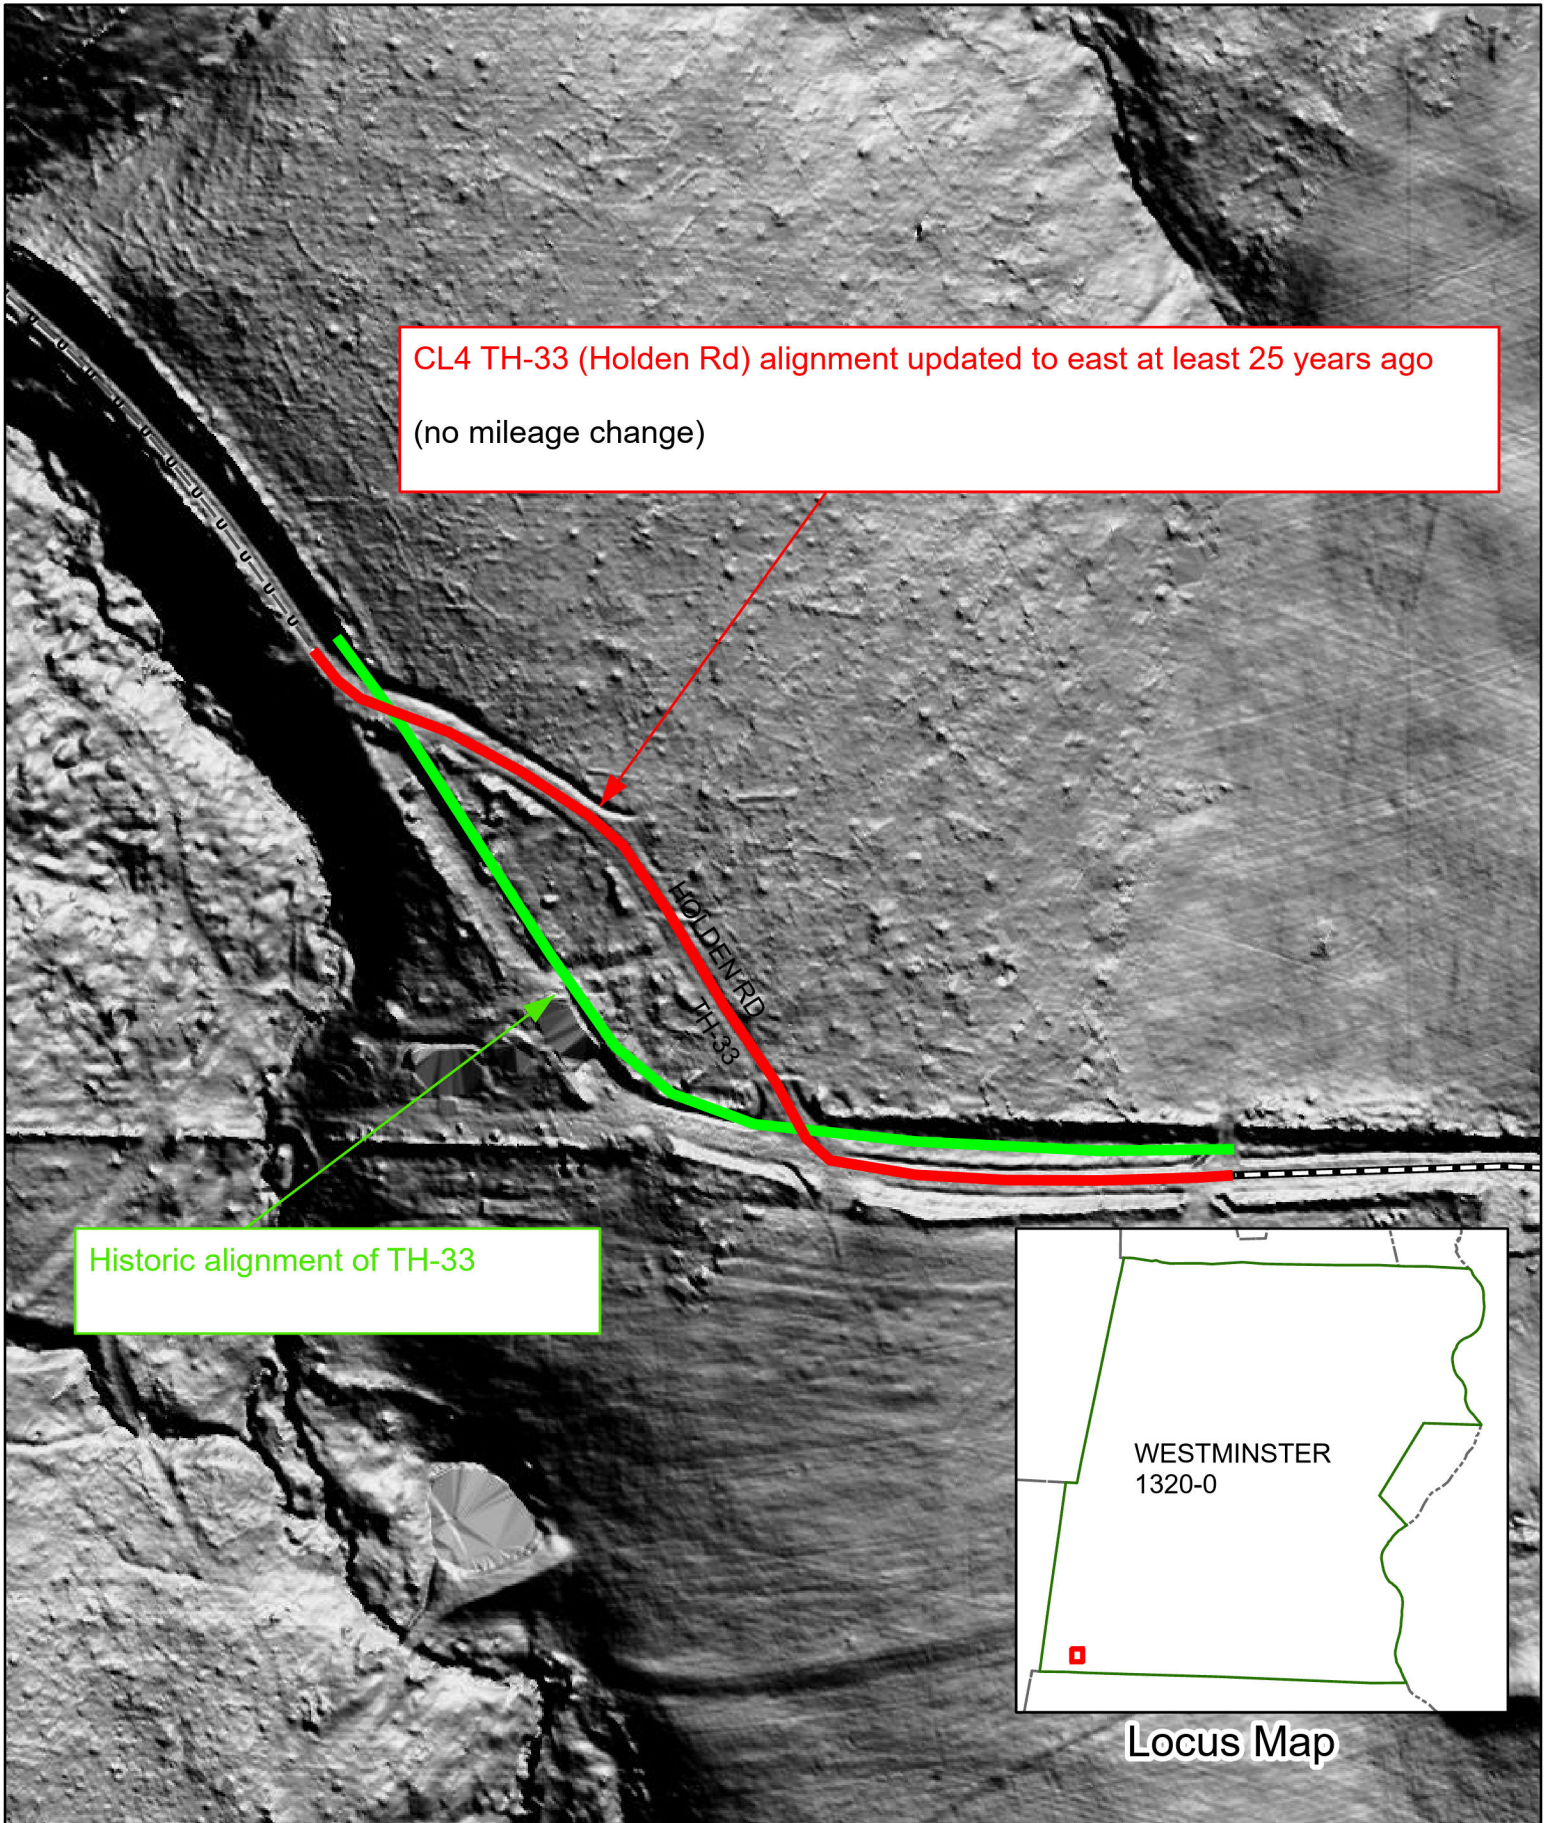 CL4 TH-33 (Holden Rd) alignment updated to east at least 25 years ago
(no mileage change)
U U U U U U U U U U U U
HOLDEN RD
TH-33
Historic alignment of TH-33
WESTMINSTER
1320-0
Locus Map